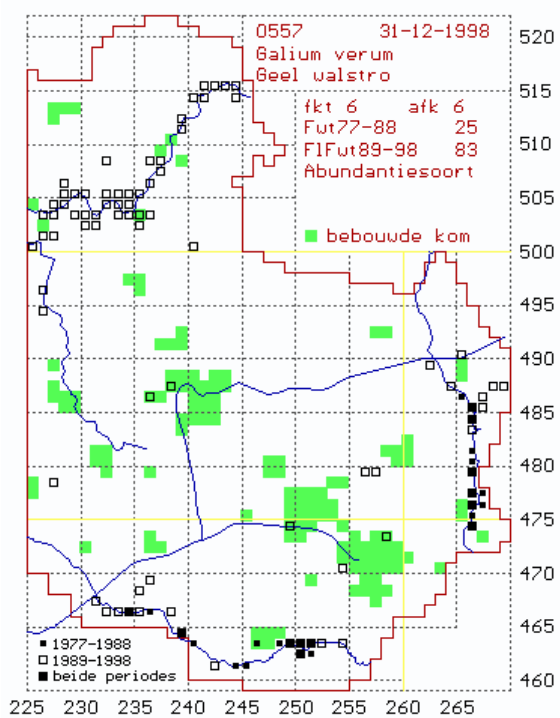 0557 31-12-1998
Galium verum
Geel walstro
fkt 6 afk 6
Fwt77-88 25
FlFwt89-98 83
Abundantiesoort
bebouwde kom
520
515
510
505
500
495
490
485
480
475
470
465
460
1977-1988
1989-1998
beide periodes
225 230 235 240 245 250 255 260 265